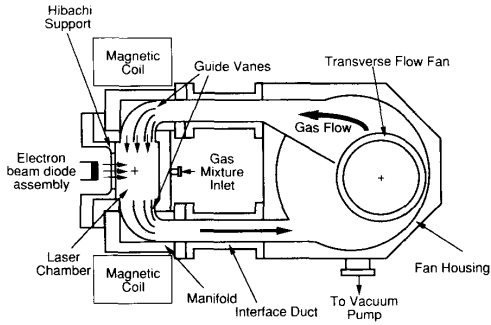 Hibachi
Support
Magnetic
Coil
Guide Vanes
Transverse Flow Fan
Gas Flow
Electron
beam diode
assembly
Gas
Mixture
Inlet
Laser
Chamber
Magnetic
Coil
Manifold
Interface Duct
To Vacuum
Pump
Fan Housing